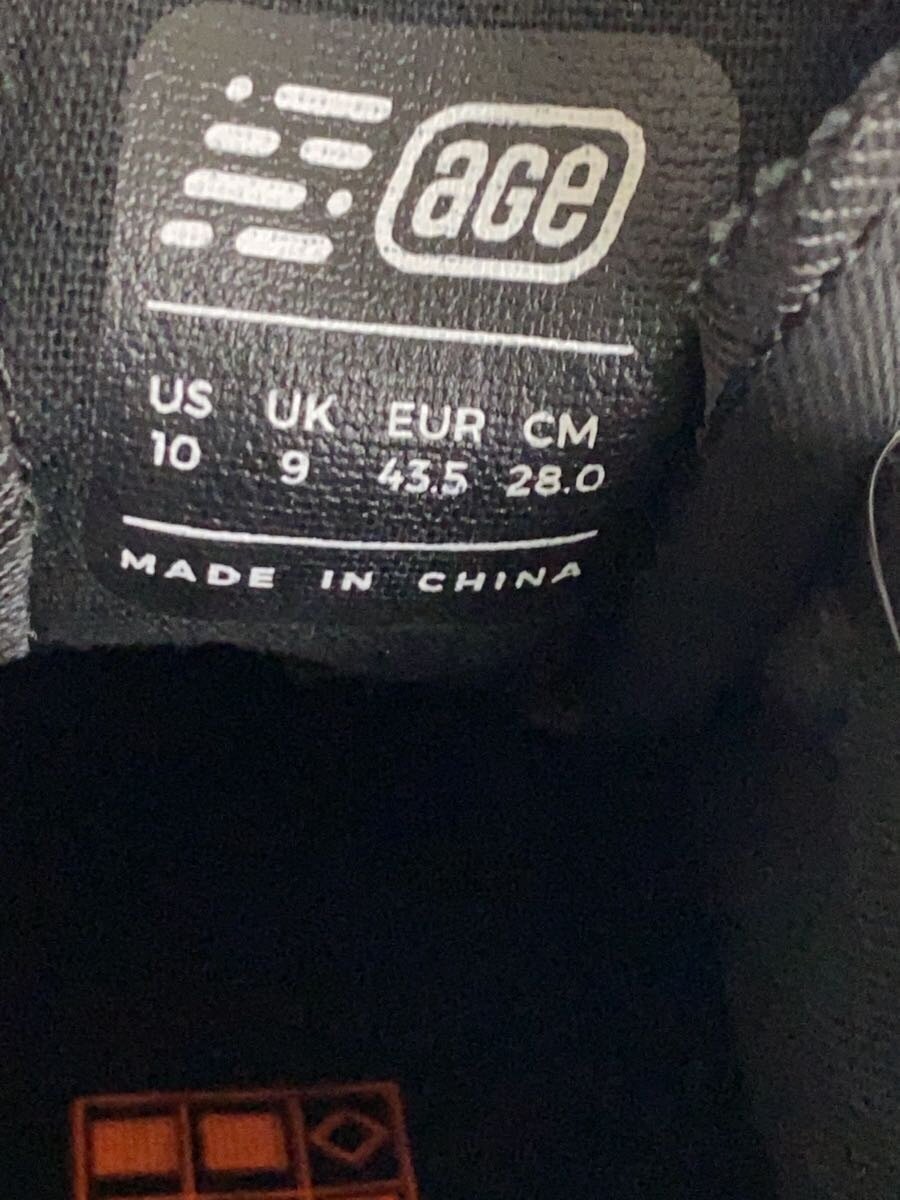 aGe
US UK EUR CM
10 9 43.5 28.0
MADE IN CHINA